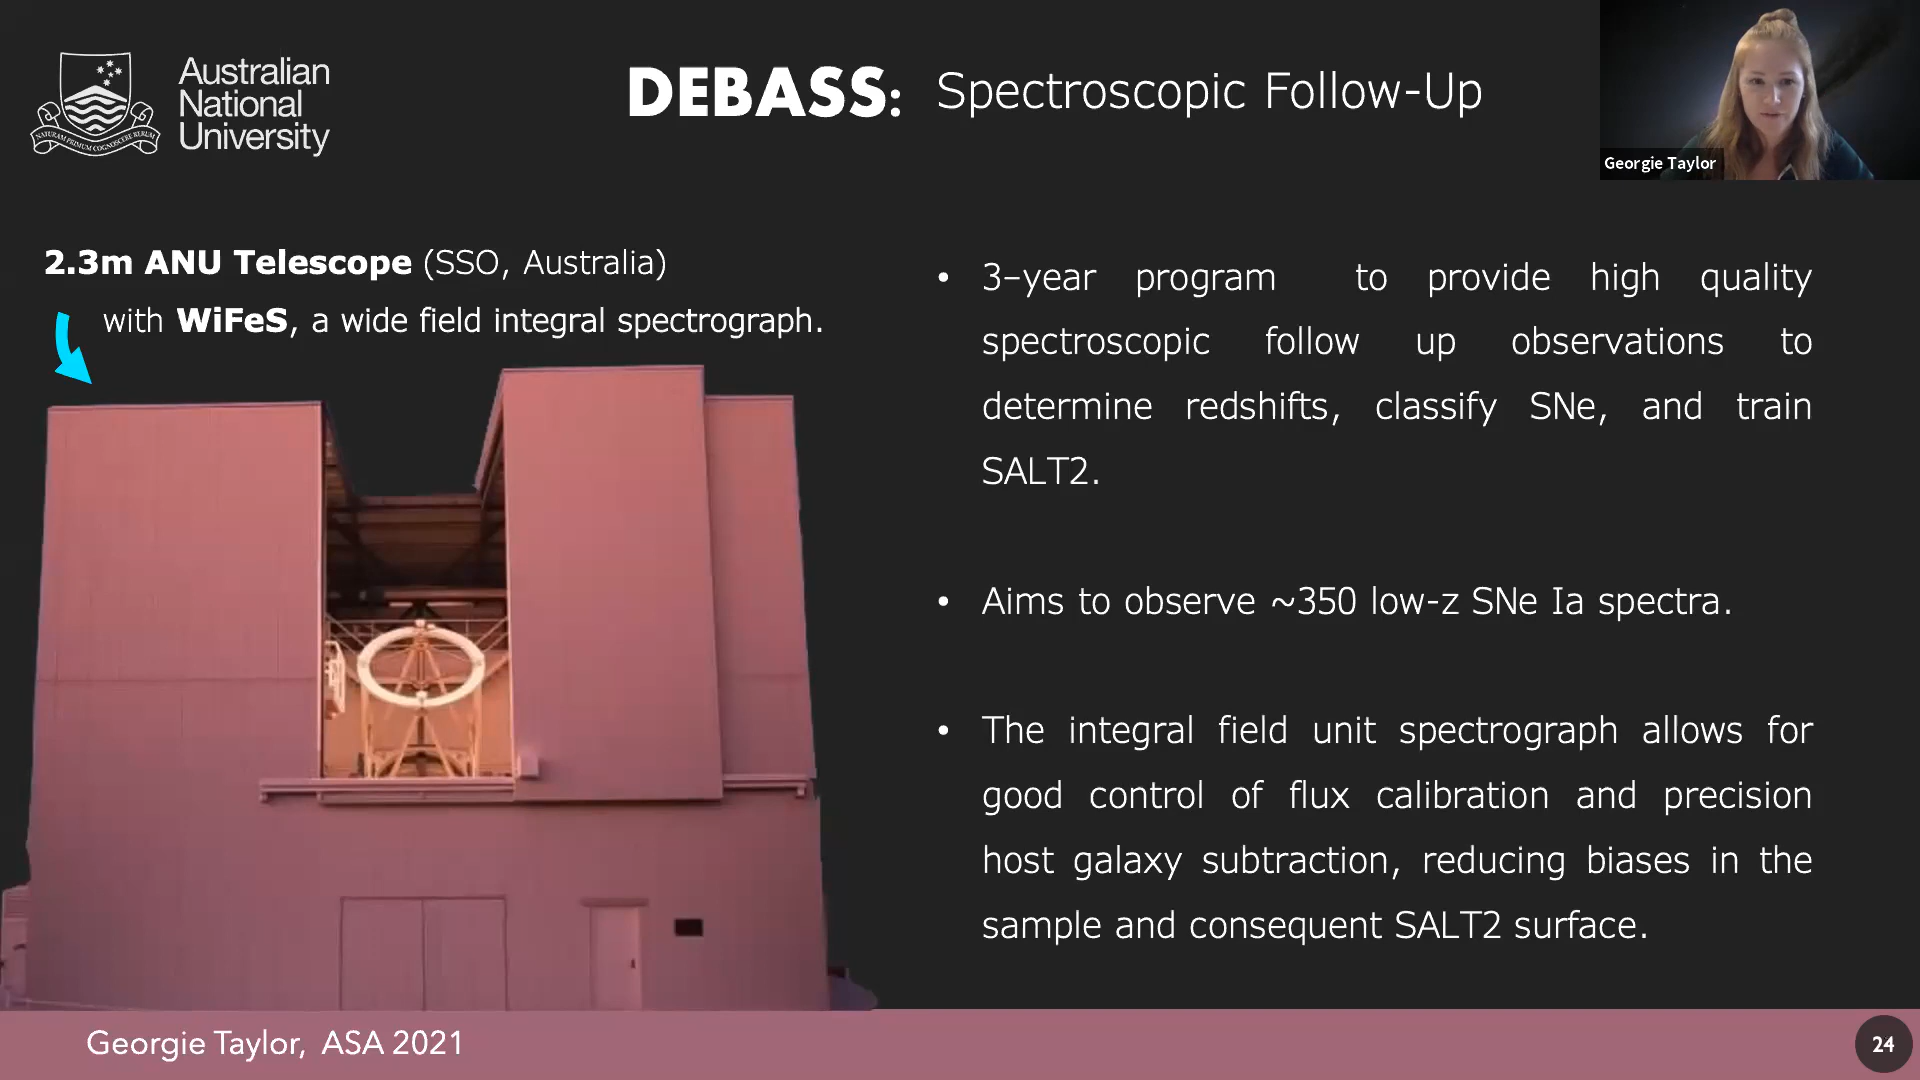 Australian
National
University
NATURAM PRIMUM COGNOSCERE RERUM
DEBASS: Spectroscopic Follow-Up
Georgie Taylor
2.3m ANU Telescope (SSO, Australia)
with WiFeS, a wide field integral spectrograph.
• 3–year program to provide high quality
spectroscopic follow up observations to
determine redshifts, classify SNe, and train
SALT2.
• Aims to observe ~350 low-z SNe Ia spectra.
• The integral field unit spectrograph allows for
good control of flux calibration and precision
host galaxy subtraction, reducing biases in the
sample and consequent SALT2 surface.
Georgie Taylor, ASA 2021
24